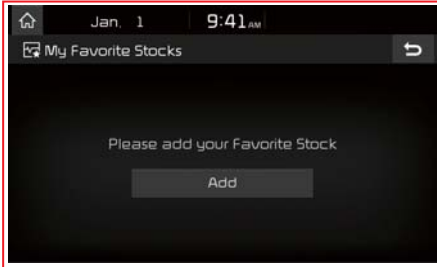 Jan. 1 9:41 AM
My Favorite Stocks
Please add your Favorite Stock
Add